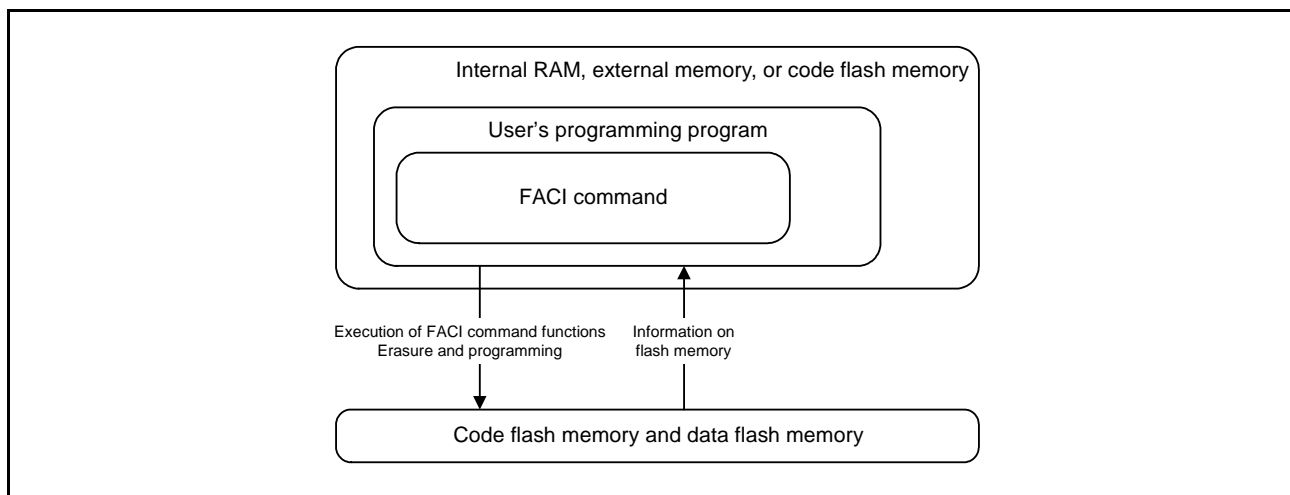 Internal RAM, external memory, or code flash memory
User's programming program
FACI command
Execution of FACI command functions
Erasure and programming
Information on
flash memory
Code flash memory and data flash memory